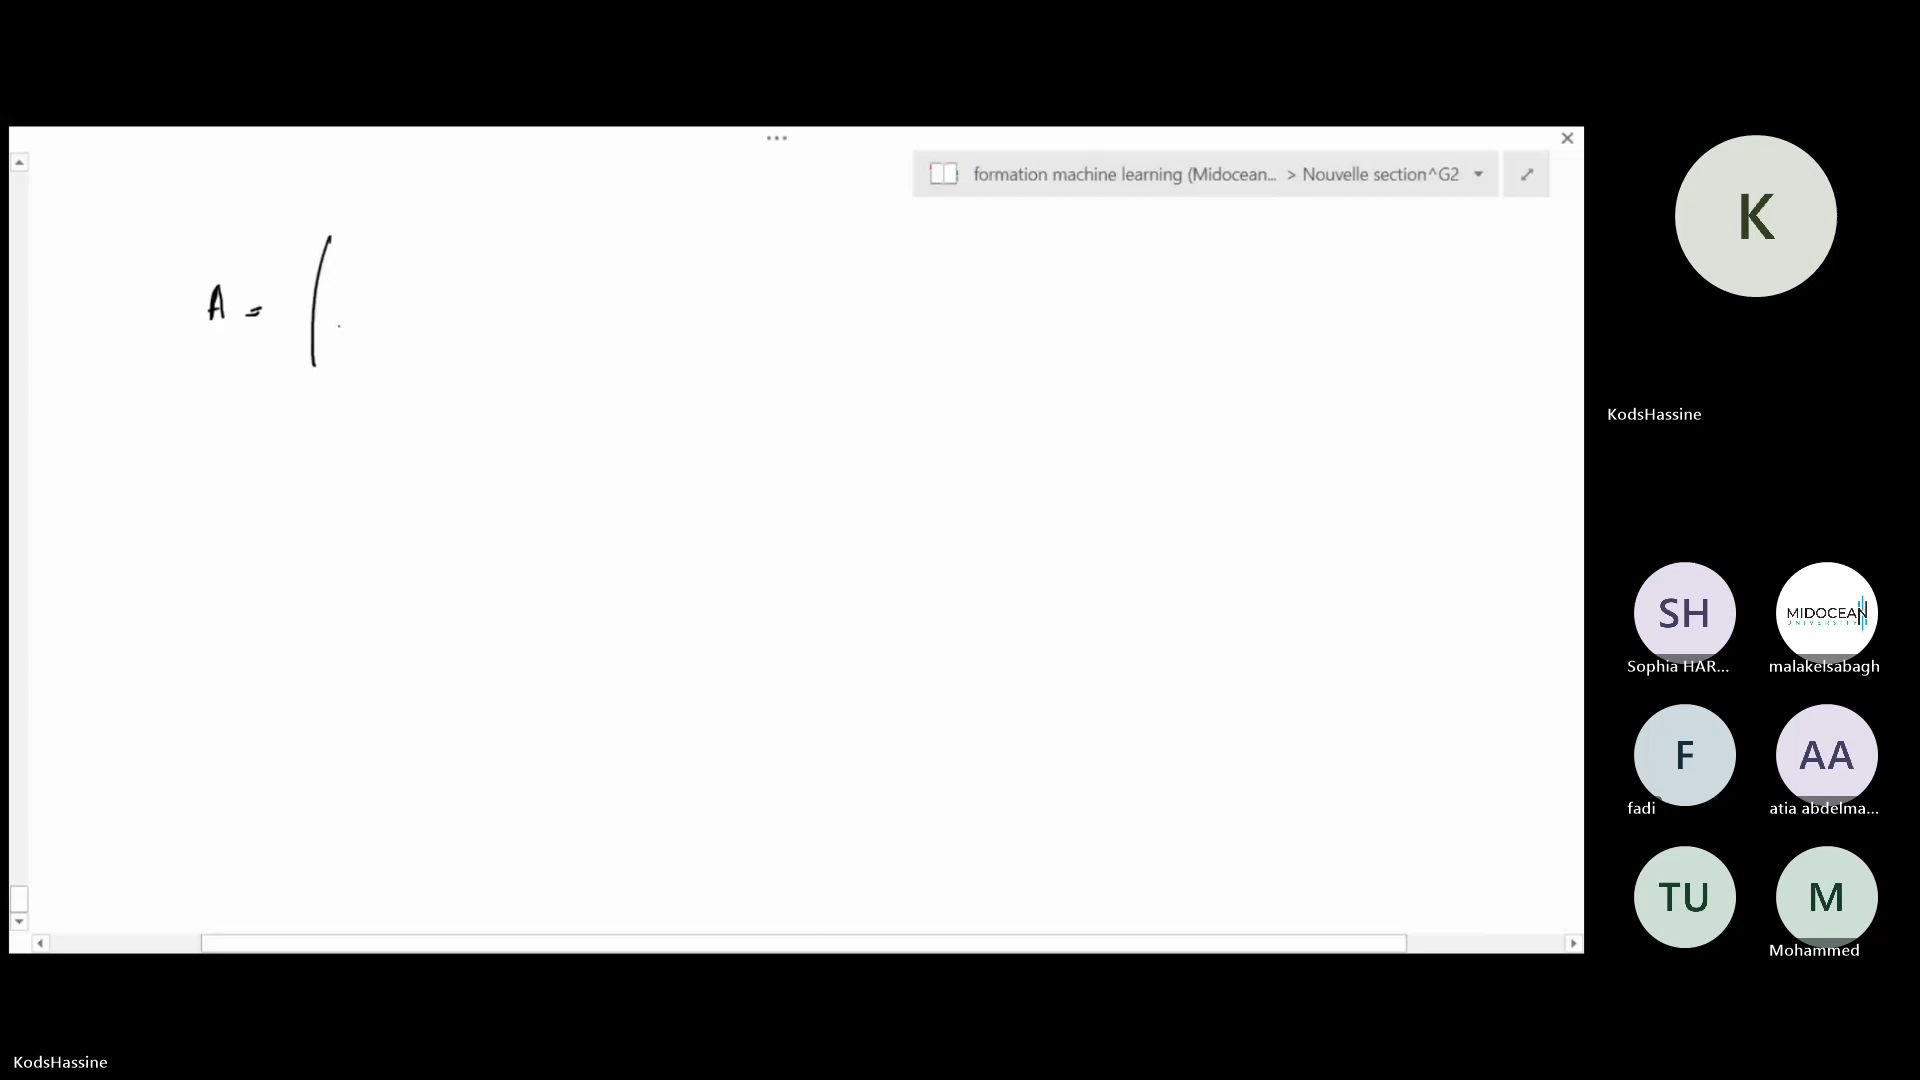 formation machine learning (Midocean... > Nouvelle section^G2
A = (
K
KodsHassine
SH
MIDOCEAN
UNIVERSITY
Sophia HAR...
malakelsabagh
F
AA
fadi
atia abdelma...
TU
M
Mohammed
KodsHassine